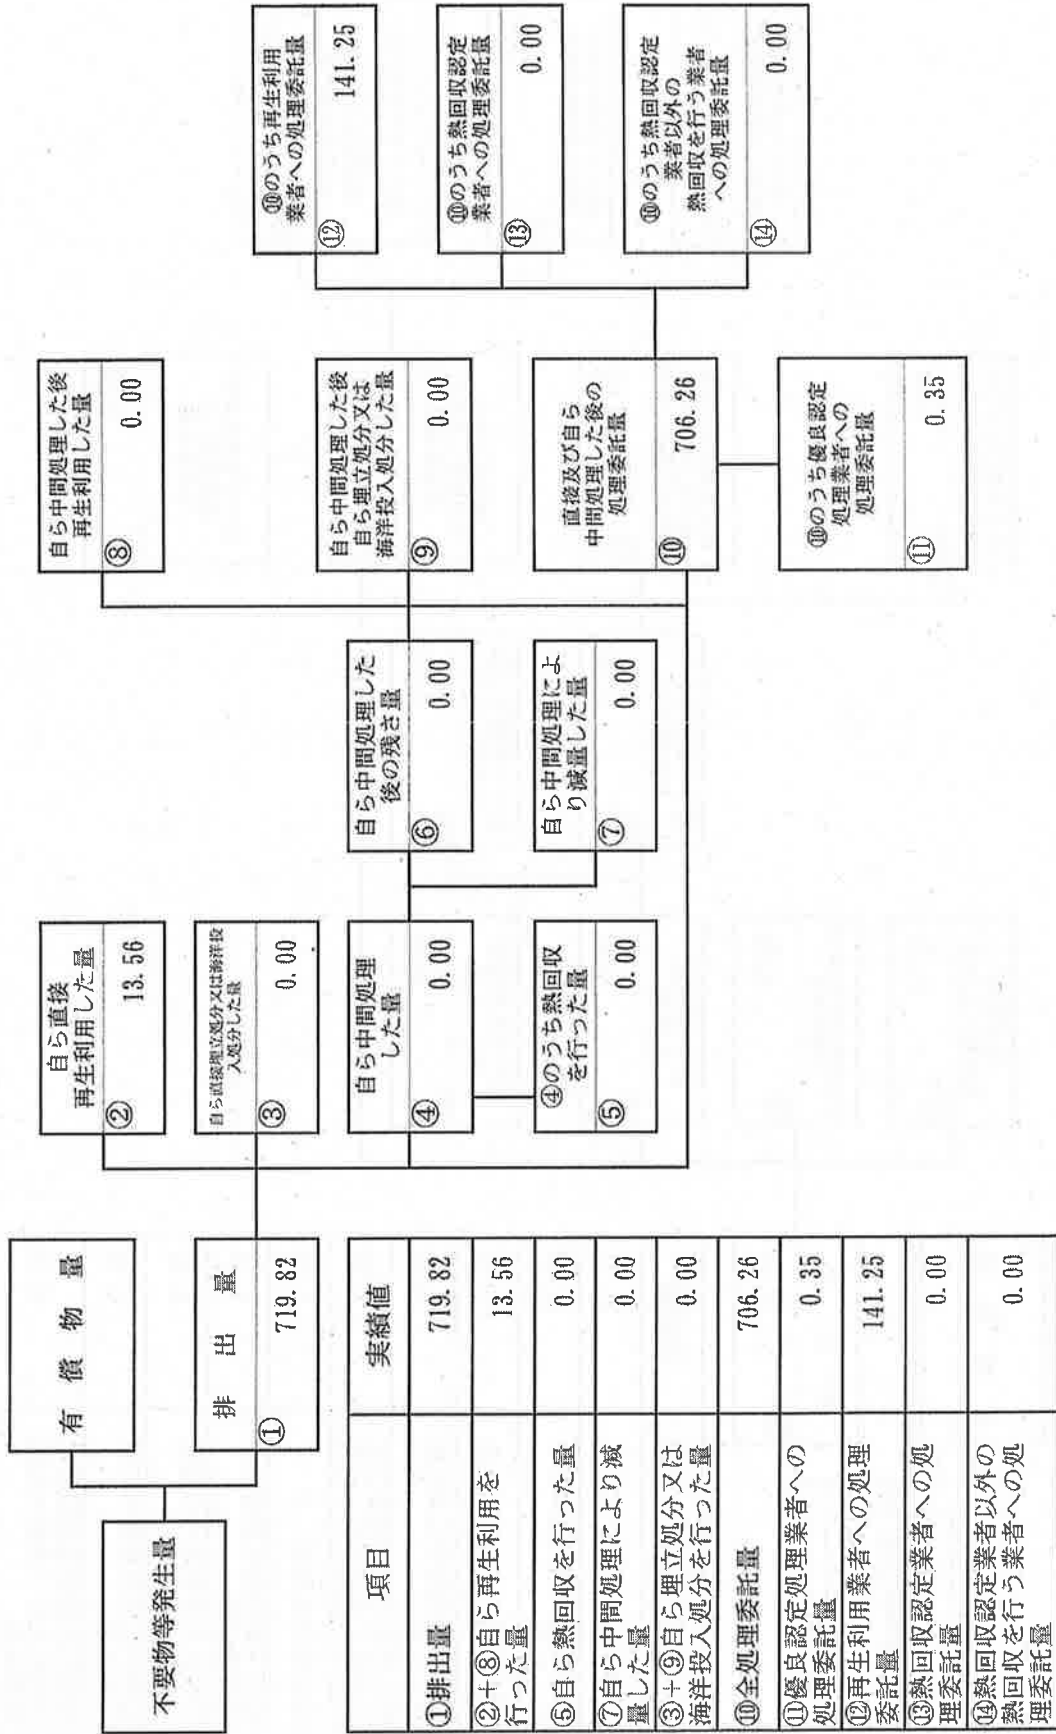 不要物等発生量
有 償 物 量
排 出 量
① 719.82
自ら直接
再生利用した量
② 13.56
自ら直接埋立処分又は海洋投
入処分した量
③ 0.00
自ら中間処理
した量
④ 0.00
④のうち熱回収
を行った量
⑤ 0.00
自ら中間処理した
後の残さ量
⑥ 0.00
自ら中間処理によ
り減量した量
⑦ 0.00
自ら中間処理した後
再生利用した量
⑧ 0.00
自ら中間処理した後
自ら埋立処分又は
海洋投入処分した量
⑨ 0.00
直接及び自ら
中間処理した後の
処理委託量
⑩ 706.26
⑩のうち優良認定
処理業者への
処理委託量
⑪ 0.35
⑩のうち再生利用
業者への処理委託量
⑫ 141.25
⑩のうち熱回収認定
業者への処理委託量
⑬ 0.00
⑩のうち熱回収認定
業者以外の
熱回収を行う業者
への処理委託量
⑭ 0.00
項目 実績値
①排出量 719.82
②+⑧自ら再生利用を
行った量 13.56
⑤自ら熱回収を行った量 0.00
⑦自ら中間処理により減
量した量 0.00
③+⑨自ら埋立処分又は
海洋投入処分を行った量 0.00
⑩全処理委託量 706.26
⑪優良認定処理業者への
処理委託量 0.35
⑫再生利用業者への処理
委託量 141.25
⑬熱回収認定業者への処
理委託量 0.00
⑭熱回収認定業者以外の
熱回収を行う業者への処
理委託量 0.00